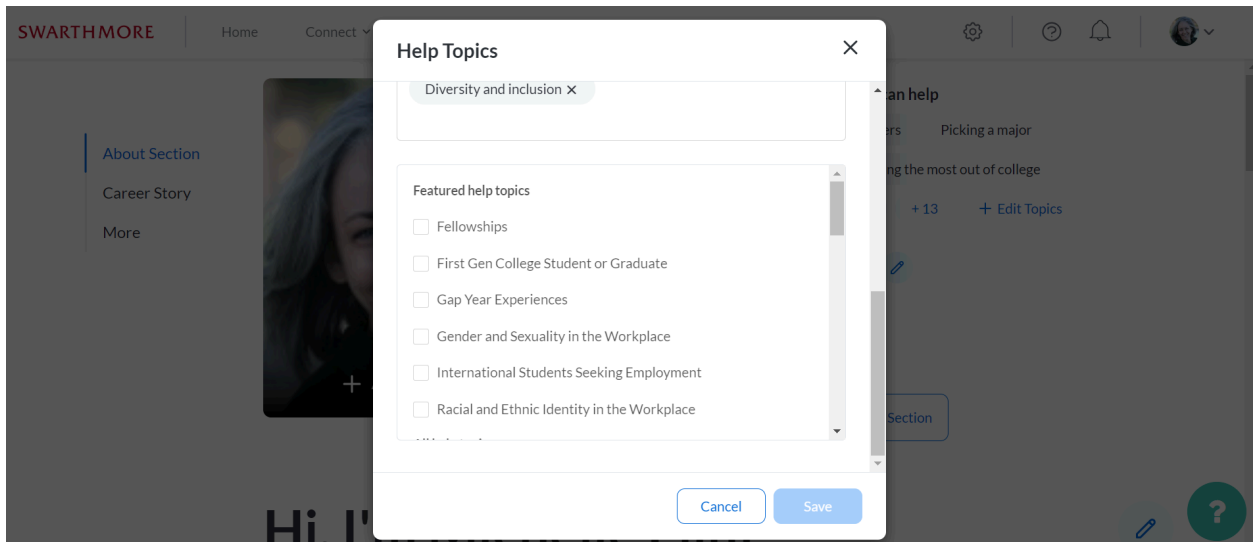 SWARTHMORE
Home
Connect
Help Topics
Diversity and inclusion ×
Featured help topics
Fellowships
First Gen College Student or Graduate
Gap Year Experiences
Gender and Sexuality in the Workplace
International Students Seeking Employment
Racial and Ethnic Identity in the Workplace
Cancel
Save
About Section
Career Story
More
can help
Picking a major
the most out of college
+ 13
+ Edit Topics
Section
Hi, I'
?